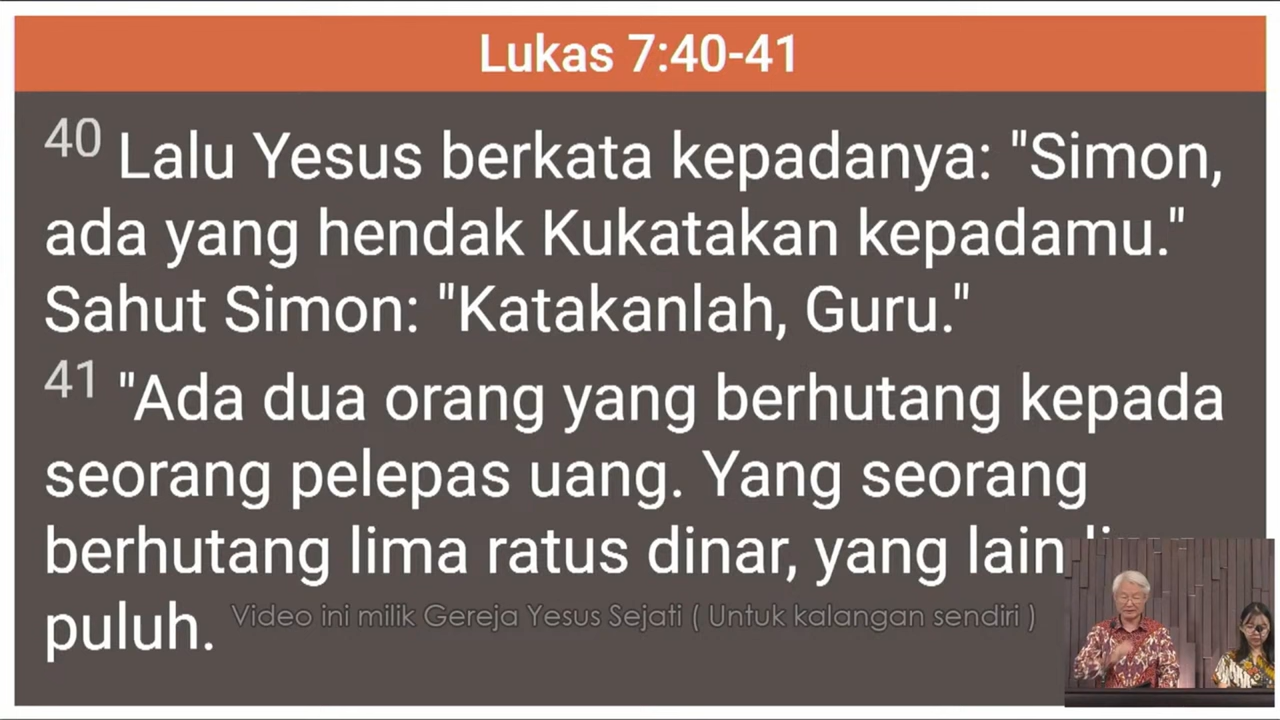 Lukas 7:40-41
40 Lalu Yesus berkata kepadanya: "Simon,
ada yang hendak Kukatakan kepadamu."
Sahut Simon: "Katakanlah, Guru."
41 "Ada dua orang yang berhutang kepada
seorang pelepas uang. Yang seorang
berhutang lima ratus dinar, yang lain
puluh.
Video ini milik Gereja Yesus Sejati ( Untuk kalangan sendiri )